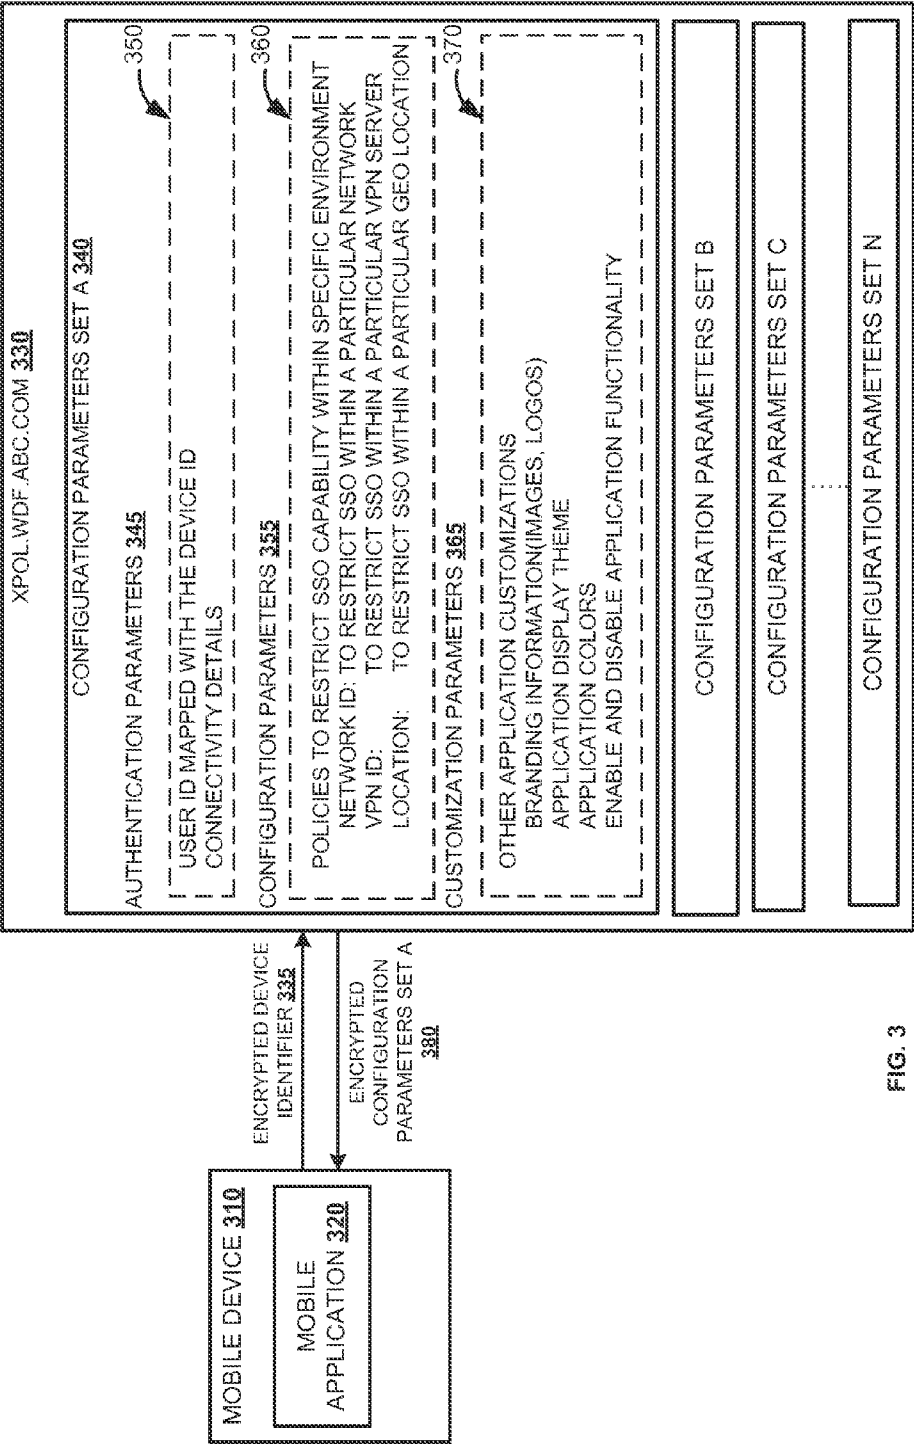 XPOL.WDF.ABC.COM 330
CONFIGURATION PARAMETERS SET A 340
AUTHENTICATION PARAMETERS 345
350
USER ID MAPPED WITH THE DEVICE ID
CONNECTIVITY DETAILS
CONFIGURATION PARAMETERS 355
360
POLICIES TO RESTRICT SSO CAPABILITY WITHIN SPECIFIC ENVIRONMENT
NETWORK ID: TO RESTRICT SSO WITHIN A PARTICULAR NETWORK
VPN ID: TO RESTRICT SSO WITHIN A PARTICULAR VPN SERVER
LOCATION: TO RESTRICT SSO WITHIN A PARTICULAR GEO LOCATION
CUSTOMIZATION PARAMETERS 365
370
OTHER APPLICATION CUSTOMIZATIONS
BRANDING INFORMATION(IMAGES, LOGOS)
APPLICATION DISPLAY THEME
APPLICATION COLORS
ENABLE AND DISABLE APPLICATION FUNCTIONALITY
CONFIGURATION PARAMETERS SET B
CONFIGURATION PARAMETERS SET C
CONFIGURATION PARAMETERS SET N
ENCRYPTED DEVICE
IDENTIFIER 335
ENCRYPTED
CONFIGURATION
PARAMETERS SET A
380
MOBILE DEVICE 310
MOBILE
APPLICATION 320
FIG. 3